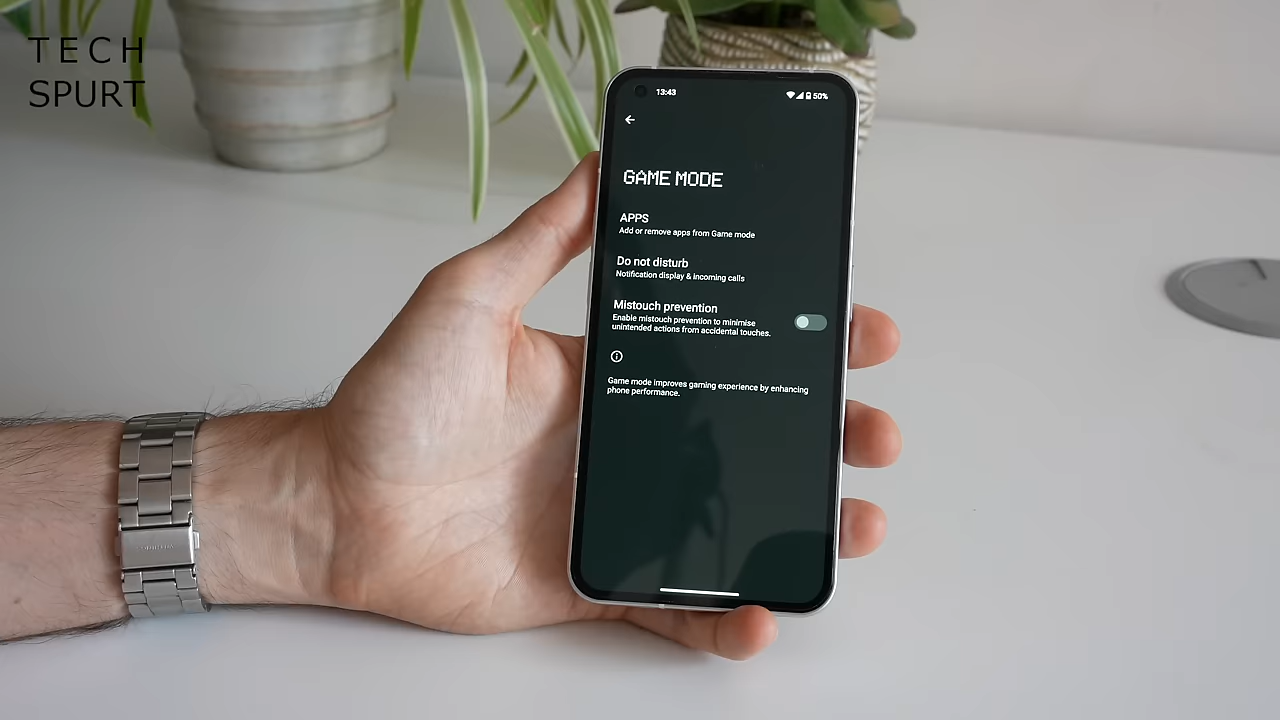 TECH
SPURT
13:43
50%
GAME MODE
APPS
Add or remove apps from Game mode
Do not disturb
Notification display & incoming calls
Mistouch prevention
Enable mistouch prevention to minimise
unintended actions from accidental touches.
Game mode improves gaming experience by enhancing
phone performance.